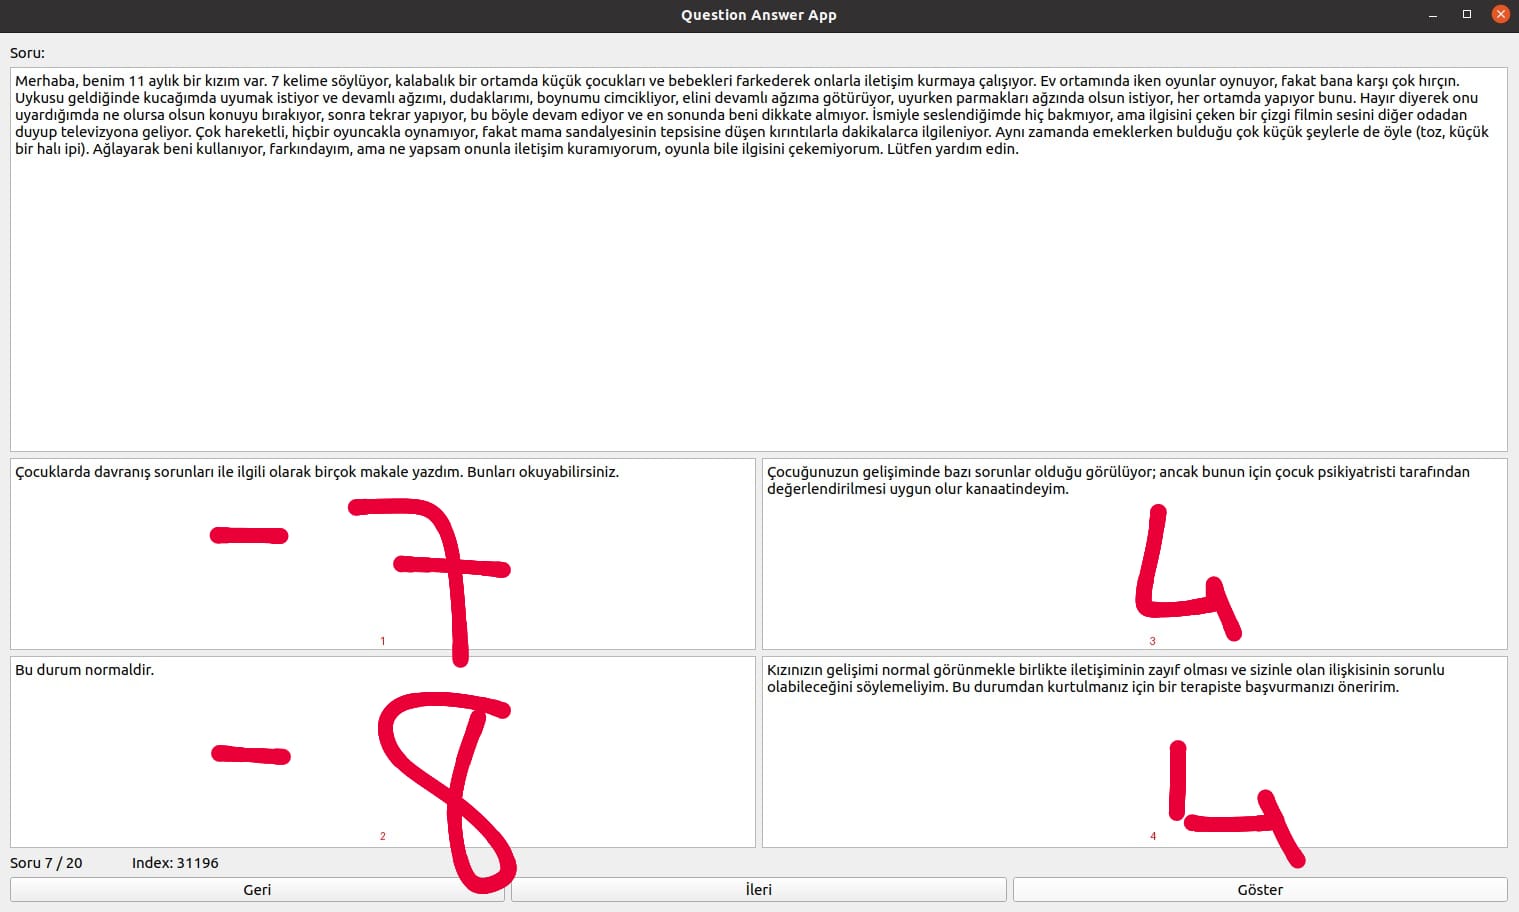 Question Answer App
Soru:
Merhaba, benim 11 aylık bir kızım var. 7 kelime söylüyor, kalabalık bir ortamda küçük çocukları ve bebekleri farkederek onlarla iletişim kurmaya çalışıyor. Ev ortamında iken oyunlar oynuyor, fakat bana karşı çok hırçın.
Uykusu geldiğinde kucağımda uyumak istiyor ve devamlı ağzımı, dudaklarımı, boynumu cimcikliyor, elini devamlı ağzıma götürüyor, uyurken parmakları ağzında olsun istiyor, her ortamda yapıyor bunu. Hayır diyerek onu
uyardığımda ne olursa olsun konuyu bırakıyor, sonra tekrar yapıyor, bu böyle devam ediyor ve en sonunda beni dikkate almıyor. İsmiyle seslendiğimde hiç bakmıyor, ama ilgisini çeken bir çizgi filmin sesini diğer odadan
duyup televizyona geliyor. Çok hareketli, hiçbir oyuncakla oynamıyor, fakat mama sandalyesinin tepsisine düşen kırıntılarla dakikalarca ilgileniyor. Aynı zamanda emeklerken bulduğu çok küçük şeylerle de öyle (toz, küçük
bir halı ipi). Ağlayarak beni kullanıyor, farkındayım, ama ne yapsam onunla iletişim kuramıyorum, oyunla bile ilgisini çekemiyorum. Lütfen yardım edin.
Çocuklarda davranış sorunları ile ilgili olarak birçok makale yazdım. Bunları okuyabilirsiniz.
- 7
1
Çocuğunuzun gelişiminde bazı sorunlar olduğu görülüyor; ancak bunun için çocuk psikiyatristi tarafından
değerlendirilmesi uygun olur kanaatindeyim.
4
3
Bu durum normaldir.
- 8
2
Kızınızın gelişimi normal görünmekle birlikte iletişiminin zayıf olması ve sizinle olan ilişkisinin sorunlu
olabileceğini söylemeliyim. Bu durumdan kurtulmanız için bir terapiste başvurmanızı öneririm.
4
4
Soru 7 / 20 Index: 31196
Geri İleri Göster